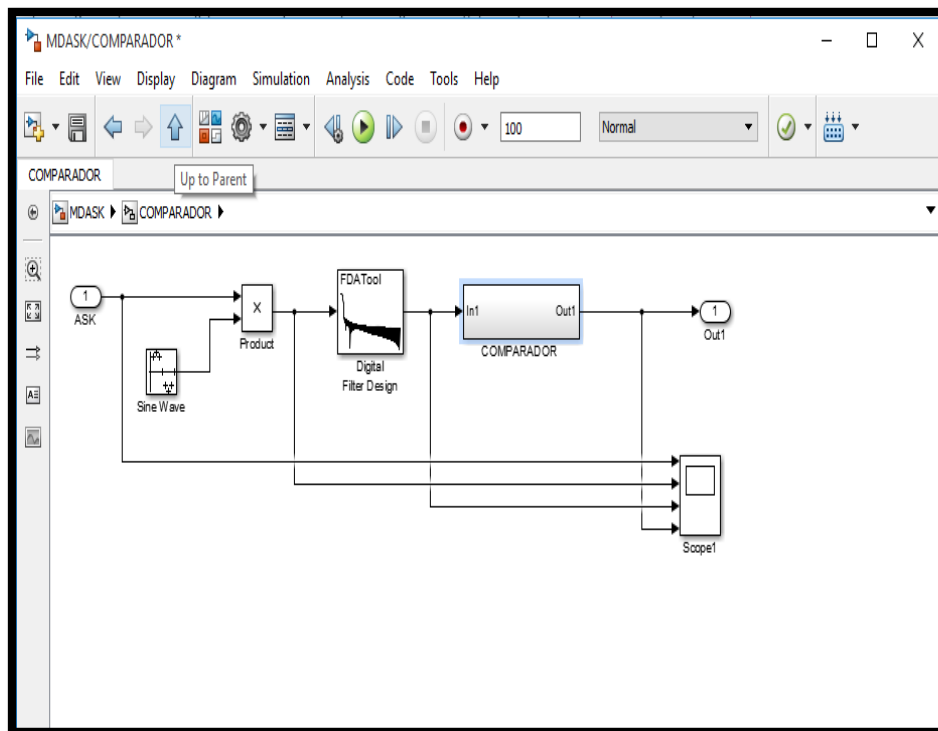 MDASK/COMPARADOR *
File Edit View Display Diagram Simulation Analysis Code Tools Help
100
Normal
COMPARADOR
Up to Parent
MDASK COMPARADOR
1
ASK
Sine Wave
X
Product
FDATool
Digital
Filter Design
In1 Out1
COMPARADOR
1
Out1
Scope1